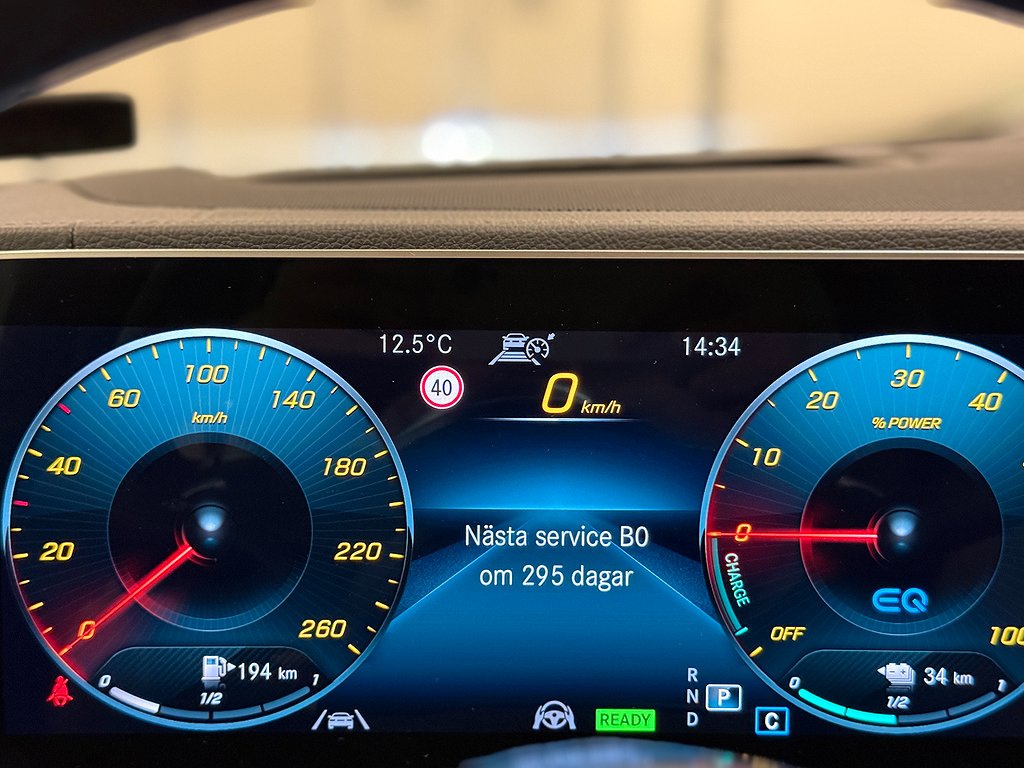 12.5°C
14:34
40
0 km/h
100
60
140
km/h
40
180
20
220
0
260
194 km
0
1/2
1
Nästa service B0
om 295 dagar
30
20
40
% POWER
10
0
CHARGE
EQ
OFF
100
34 km
0
1/2
1
READY
R
N
P
D
C